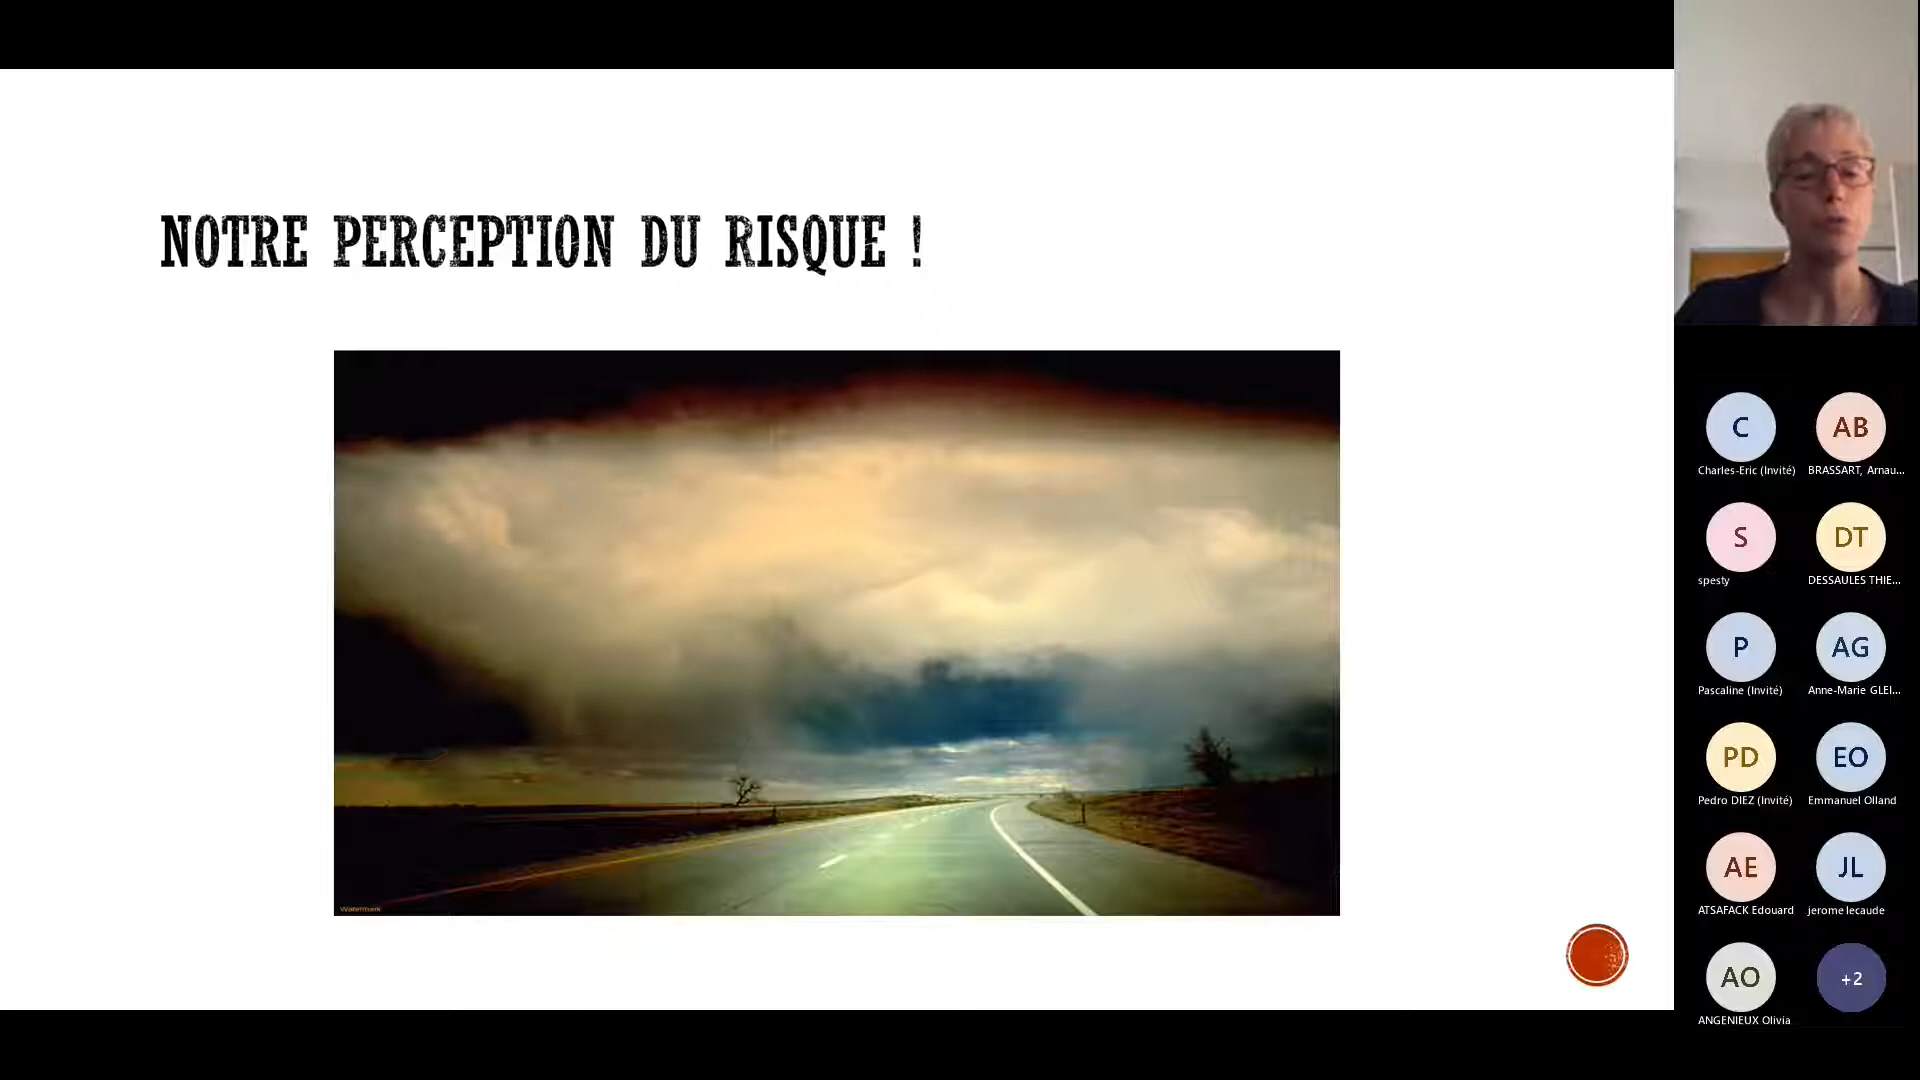 NOTRE PERCEPTION DU RISQUE !
Watermark
C
Charles-Eric (Invité)
AB
BRASSART, Arnau...
S
spesty
DT
DESSAULES THIE...
P
Pascaline (Invité)
AG
Anne-Marie GLEI...
PD
Pedro DIEZ (Invité)
EO
Emmanuel Olland
AE
ATSAFACK Edouard
JL
jerome lecaude
AO
ANGENIEUX Olivia
+2